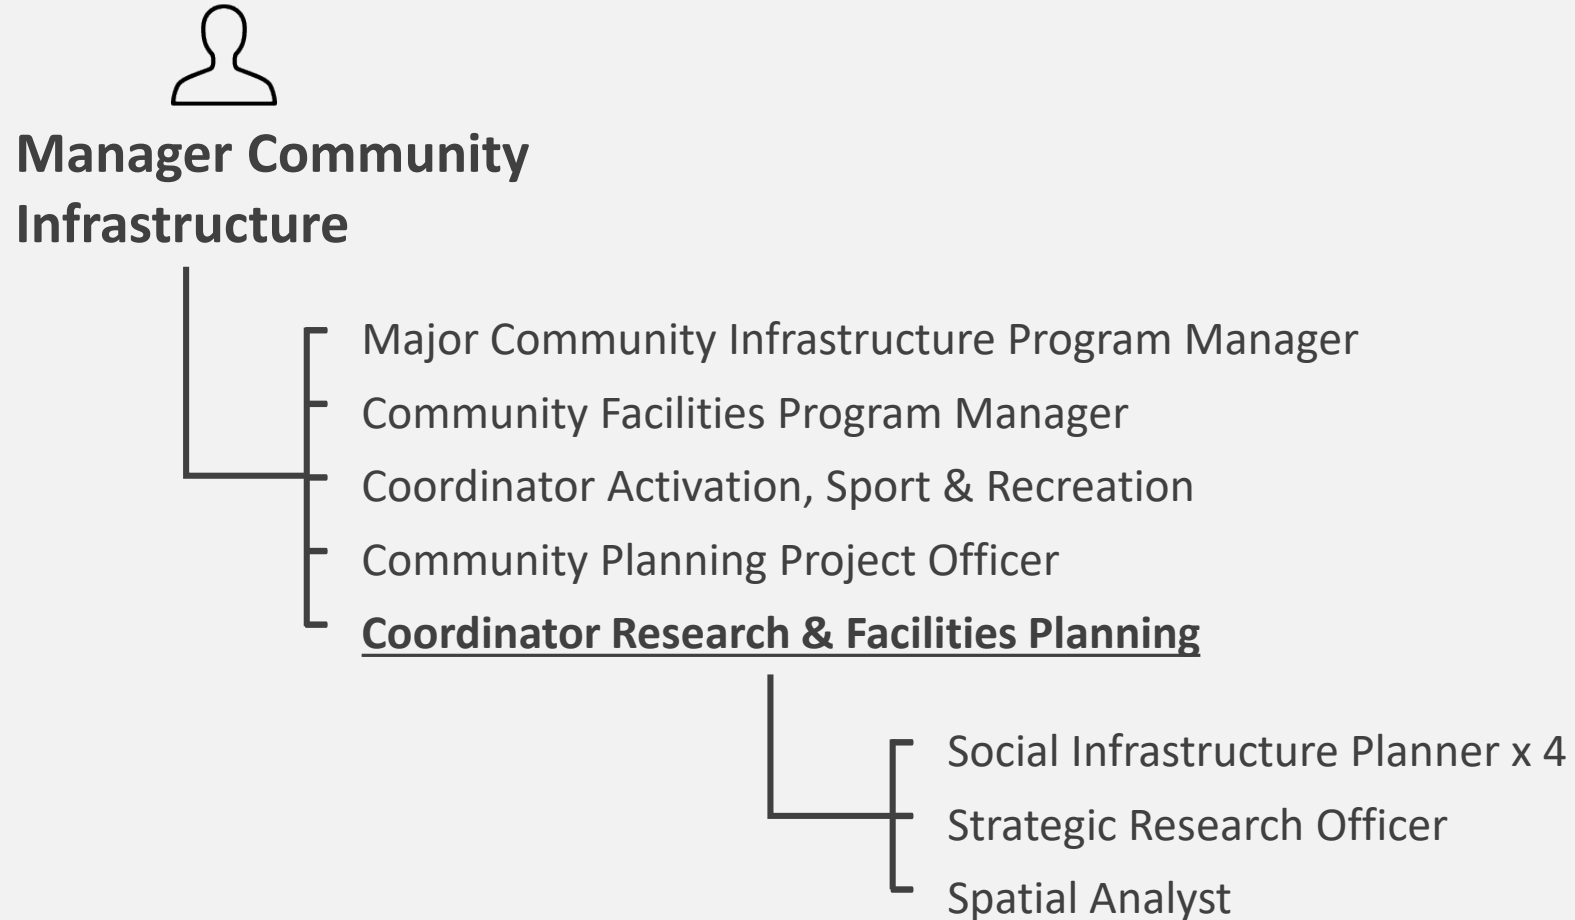 Manager Community
Infrastructure
Major Community Infrastructure Program Manager
Community Facilities Program Manager
Coordinator Activation, Sport & Recreation
Community Planning Project Officer
Coordinator Research & Facilities Planning
Social Infrastructure Planner x 4
Strategic Research Officer
Spatial Analyst